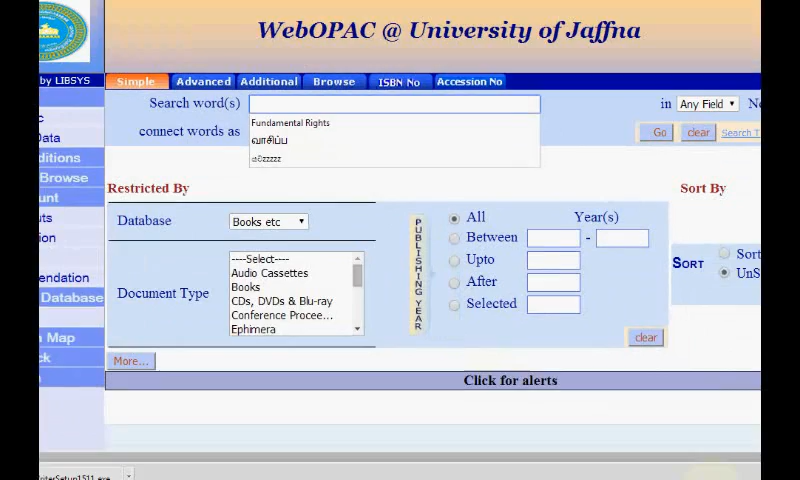 WebOPAC @ University of Jaffna
by LIBSYS
Simple Advanced Additional Browse ISBN No Accession No
Search word(s) in Any Field
connect words as Go clear Search
Fundamental Rights
வாசிப்ப
Restricted By Sort By
Database Books etc
Document Type
----Select----
Audio Cassettes
Books
CDs, DVDs & Blu-ray
Conference Procee...
Ephimera
PUBLISHING YEAR
All Year(s)
Between -
Upto
After
Selected
clear
SORT
Sort
UnS
More...
Click for alerts
Data
ditions
Browse
unt
uts
ion
endation
Database
Map
ck